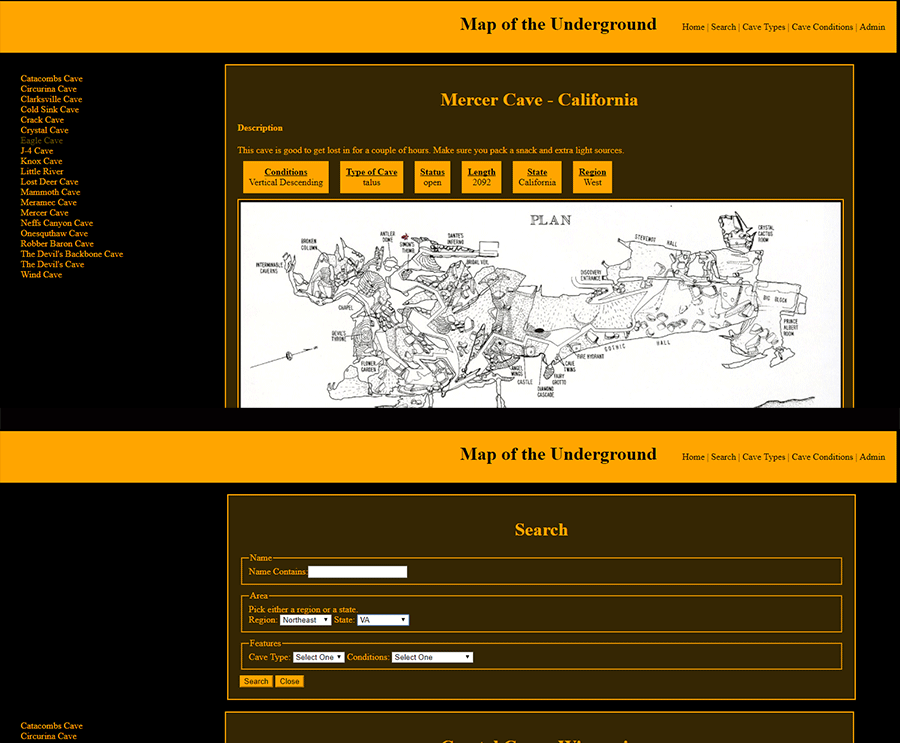 Map of the Underground
Home | Search | Cave Types | Cave Conditions | Admin
Catacombs Cave
Circurina Cave
Clarksville Cave
Cold Sink Cave
Crack Cave
Crystal Cave
Eagle Cave
J-4 Cave
Knox Cave
Little River
Lost Deer Cave
Mammoth Cave
Meramec Cave
Mercer Cave
Neffs Canyon Cave
Onesquthaw Cave
Robber Baron Cave
The Devil's Backbone Cave
The Devil's Cave
Wind Cave
Mercer Cave - California
Description
This cave is good to get lost in for a couple of hours. Make sure you pack a snack and extra light sources.
Conditions
Vertical Descending
Type of Cave
talus
Status
open
Length
2092
State
California
Region
West
PLAN
BROKEN
COLUMN
ANTLER
DOME
SIMON'S
THUMB
DANTE'S
INFERNO
BRIDAL VEIL
INTERMINABLE
CAVERNS
STEVENOT HALL
CRYSTAL
CACTUS
ROOM
DISCOVERY
ENTRANCE
BIG BLOCK
PRINCE
ALBERT
ROOM
CHAPEL
DEVIL'S
THRONE
FLOWER
GARDEN
GOTHIC HALL
FIRE HYDRANT
CAVE
TWINS
FAIRY
GROTTO
ANGEL
WINGS
CASTLE
DIAMOND
CASCADE
Map of the Underground
Home | Search | Cave Types | Cave Conditions | Admin
Search
Name
Name Contains:
Area
Pick either a region or a state.
Region: Northeast State: VA
Features
Cave Type: Select One Conditions: Select One
Search Close
Catacombs Cave
Circurina Cave